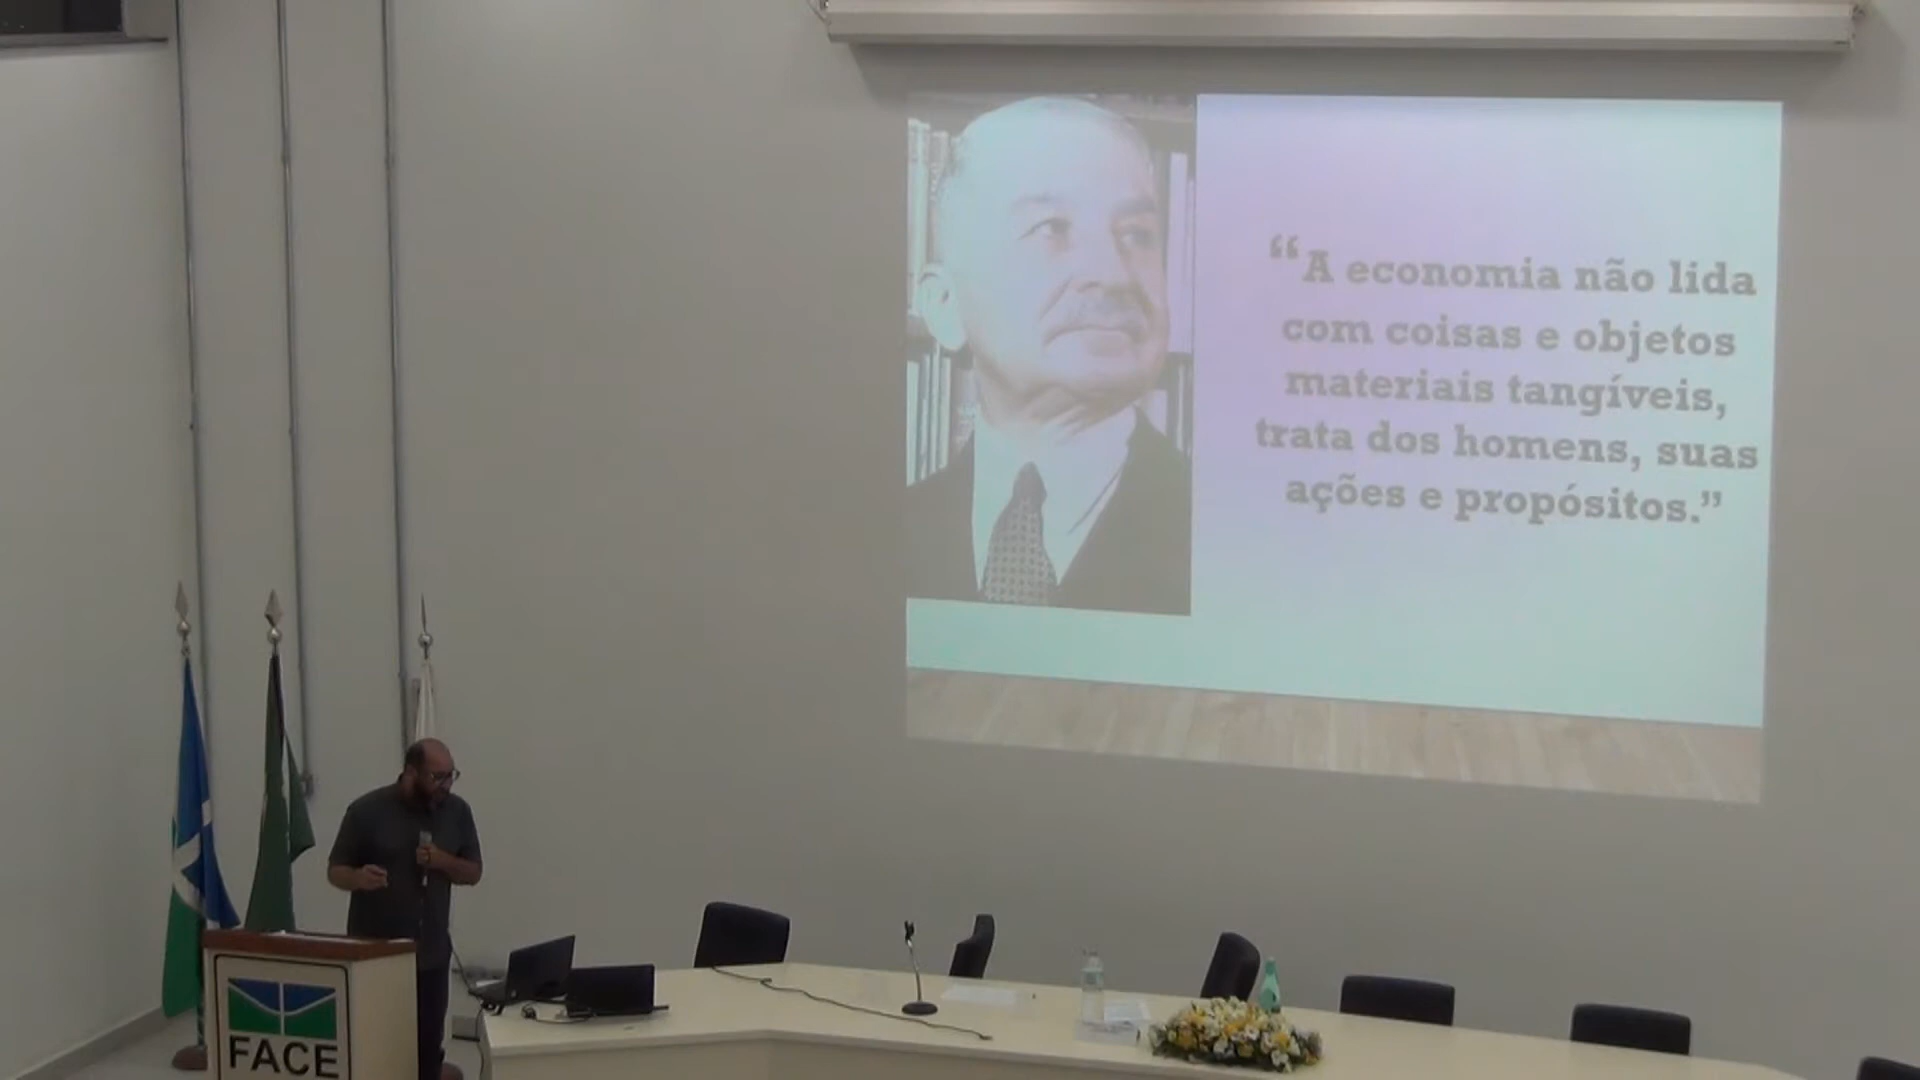 “A economia não lida
com coisas e objetos
materiais tangíveis,
trata dos homens, suas
ações e propósitos.”
FACE